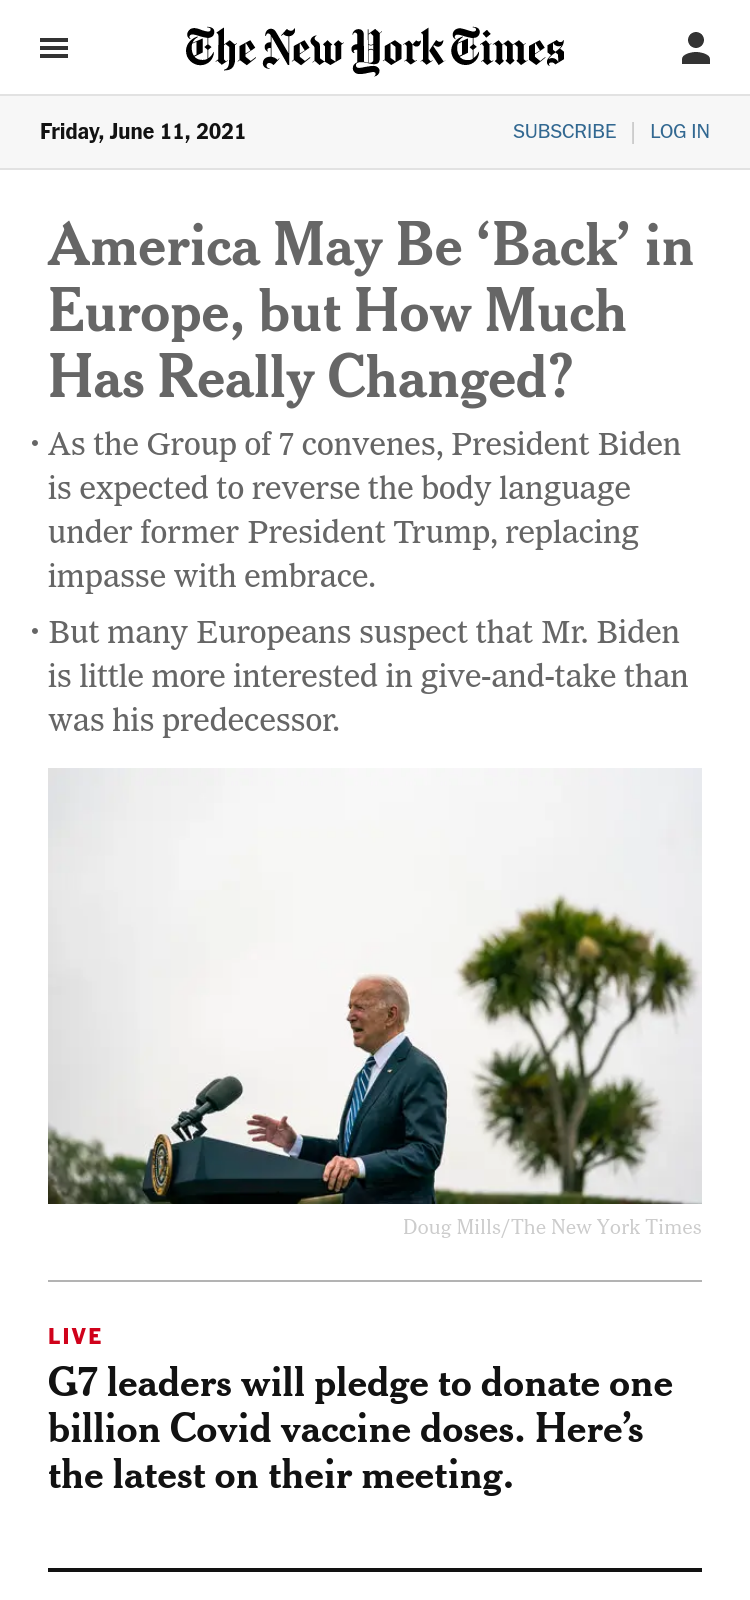 The New York Times
Friday, June 11, 2021
SUBSCRIBE | LOG IN
America May Be ‘Back’ in
Europe, but How Much
Has Really Changed?
• As the Group of 7 convenes, President Biden
is expected to reverse the body language
under former President Trump, replacing
impasse with embrace.
• But many Europeans suspect that Mr. Biden
is little more interested in give-and-take than
was his predecessor.
Doug Mills/The New York Times
LIVE
G7 leaders will pledge to donate one
billion Covid vaccine doses. Here’s
the latest on their meeting.